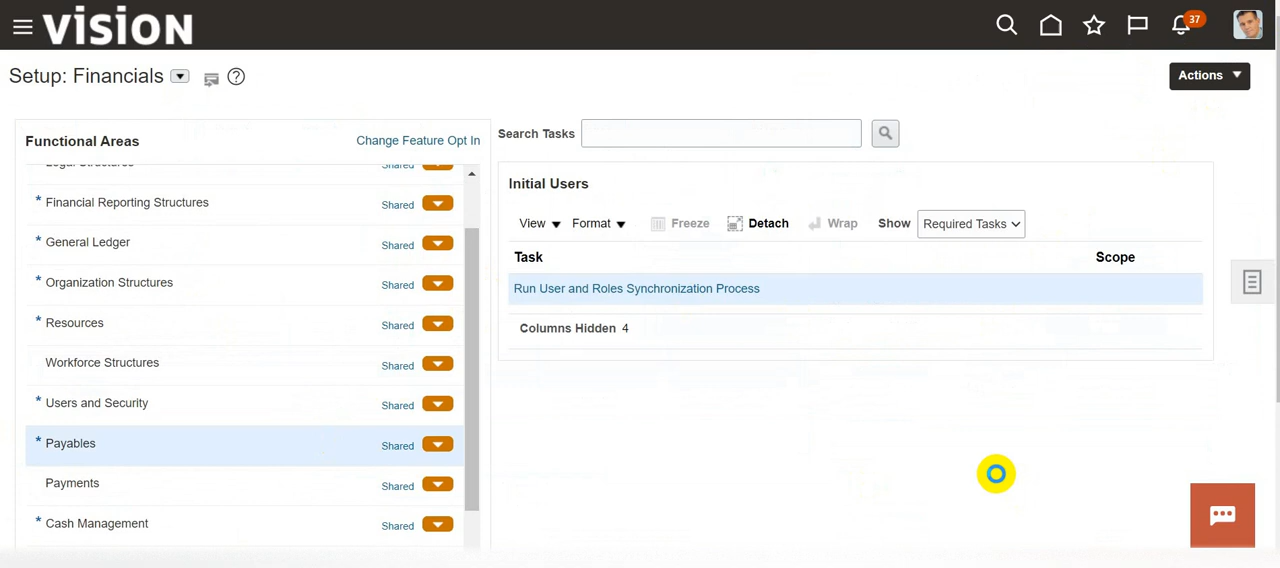 vision
37
Setup: Financials
Actions
Functional Areas
Change Feature Opt In
Legal Structures Shared
* Financial Reporting Structures Shared
* General Ledger Shared
* Organization Structures Shared
* Resources Shared
Workforce Structures Shared
* Users and Security Shared
* Payables Shared
Payments Shared
* Cash Management Shared
Search Tasks
Initial Users
View Format Freeze Detach Wrap Show Required Tasks
Task Scope
Run User and Roles Synchronization Process
Columns Hidden 4